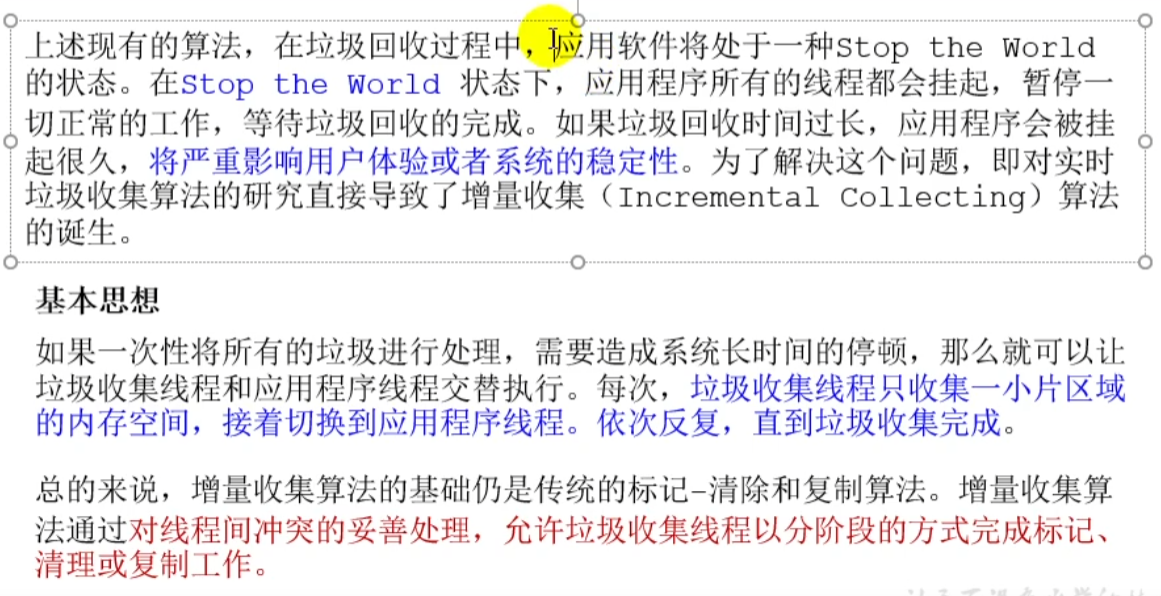 上述现有的算法，在垃圾回收过程中，应用软件将处于一种Stop the World
的状态。在Stop the World 状态下，应用程序所有的线程都会挂起，暂停一
切正常的工作，等待垃圾回收的完成。如果垃圾回收时间过长，应用程序会被挂
起很久，将严重影响用户体验或者系统的稳定性。为了解决这个问题，即对实时
垃圾收集算法的研究直接导致了增量收集（Incremental Collecting）算法
的诞生。
基本思想
如果一次性将所有的垃圾进行处理，需要造成系统长时间的停顿，那么就可以让
垃圾收集线程和应用程序线程交替执行。每次，垃圾收集线程只收集一小片区域
的内存空间，接着切换到应用程序线程。依次反复，直到垃圾收集完成。
总的来说，增量收集算法的基础仍是传统的标记-清除和复制算法。增量收集算
法通过对线程间冲突的妥善处理，允许垃圾收集线程以分阶段的方式完成标记、
清理或复制工作。